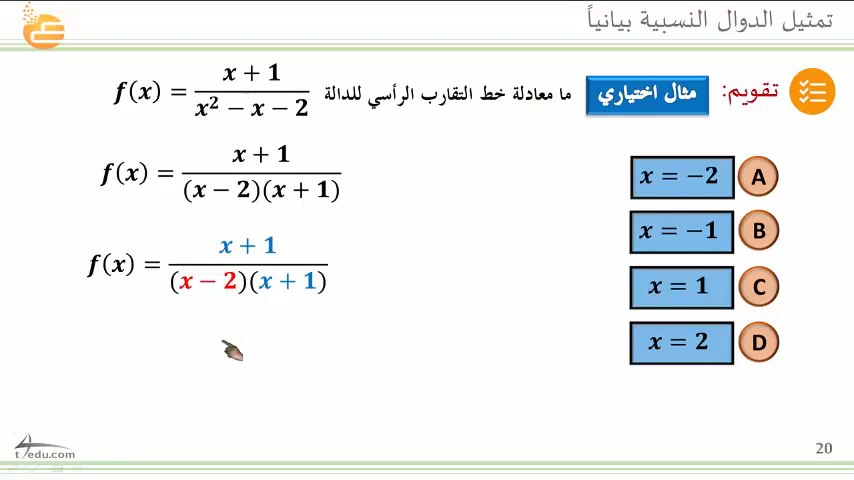 تمثيل الدوال النسبية بيانياً
تقويم: مثال اختياري ما معادلة خط التقارب الرأسي للدالة f(x) = (x + 1)/(x² − x − 2)
f(x) = (x + 1)/((x − 2)(x + 1))
f(x) = (x + 1)/((x − 2)(x + 1))
x = −2 A
x = −1 B
x = 1 C
x = 2 D
t4edu.com
20